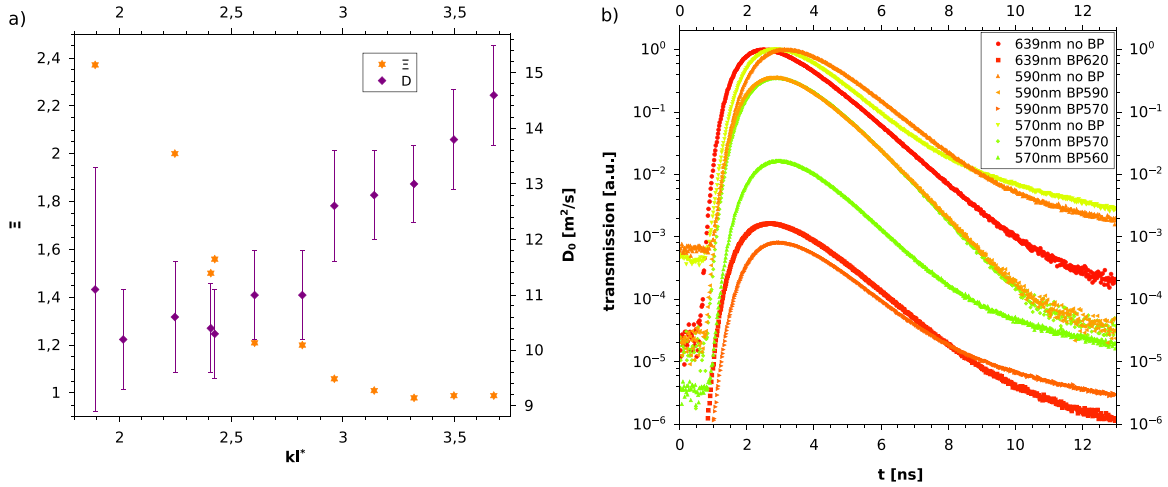 a)
2 2,5 3 3,5
2,4
2,2
2
1,8
1,6
1,4
1,2
1
Ξ
Ξ
D
15
14
13
12
11
10
9
D₀ [m²/s]
2 2,5 3 3,5
kl*
b)
0 2 4 6 8 10 12
10⁰
10⁻¹
10⁻²
10⁻³
10⁻⁴
10⁻⁵
10⁻⁶
transmission [a.u.]
639nm no BP
639nm BP620
590nm no BP
590nm BP590
590nm BP570
570nm no BP
570nm BP570
570nm BP560
10⁰
10⁻¹
10⁻²
10⁻³
10⁻⁴
10⁻⁵
10⁻⁶
0 2 4 6 8 10 12
t [ns]